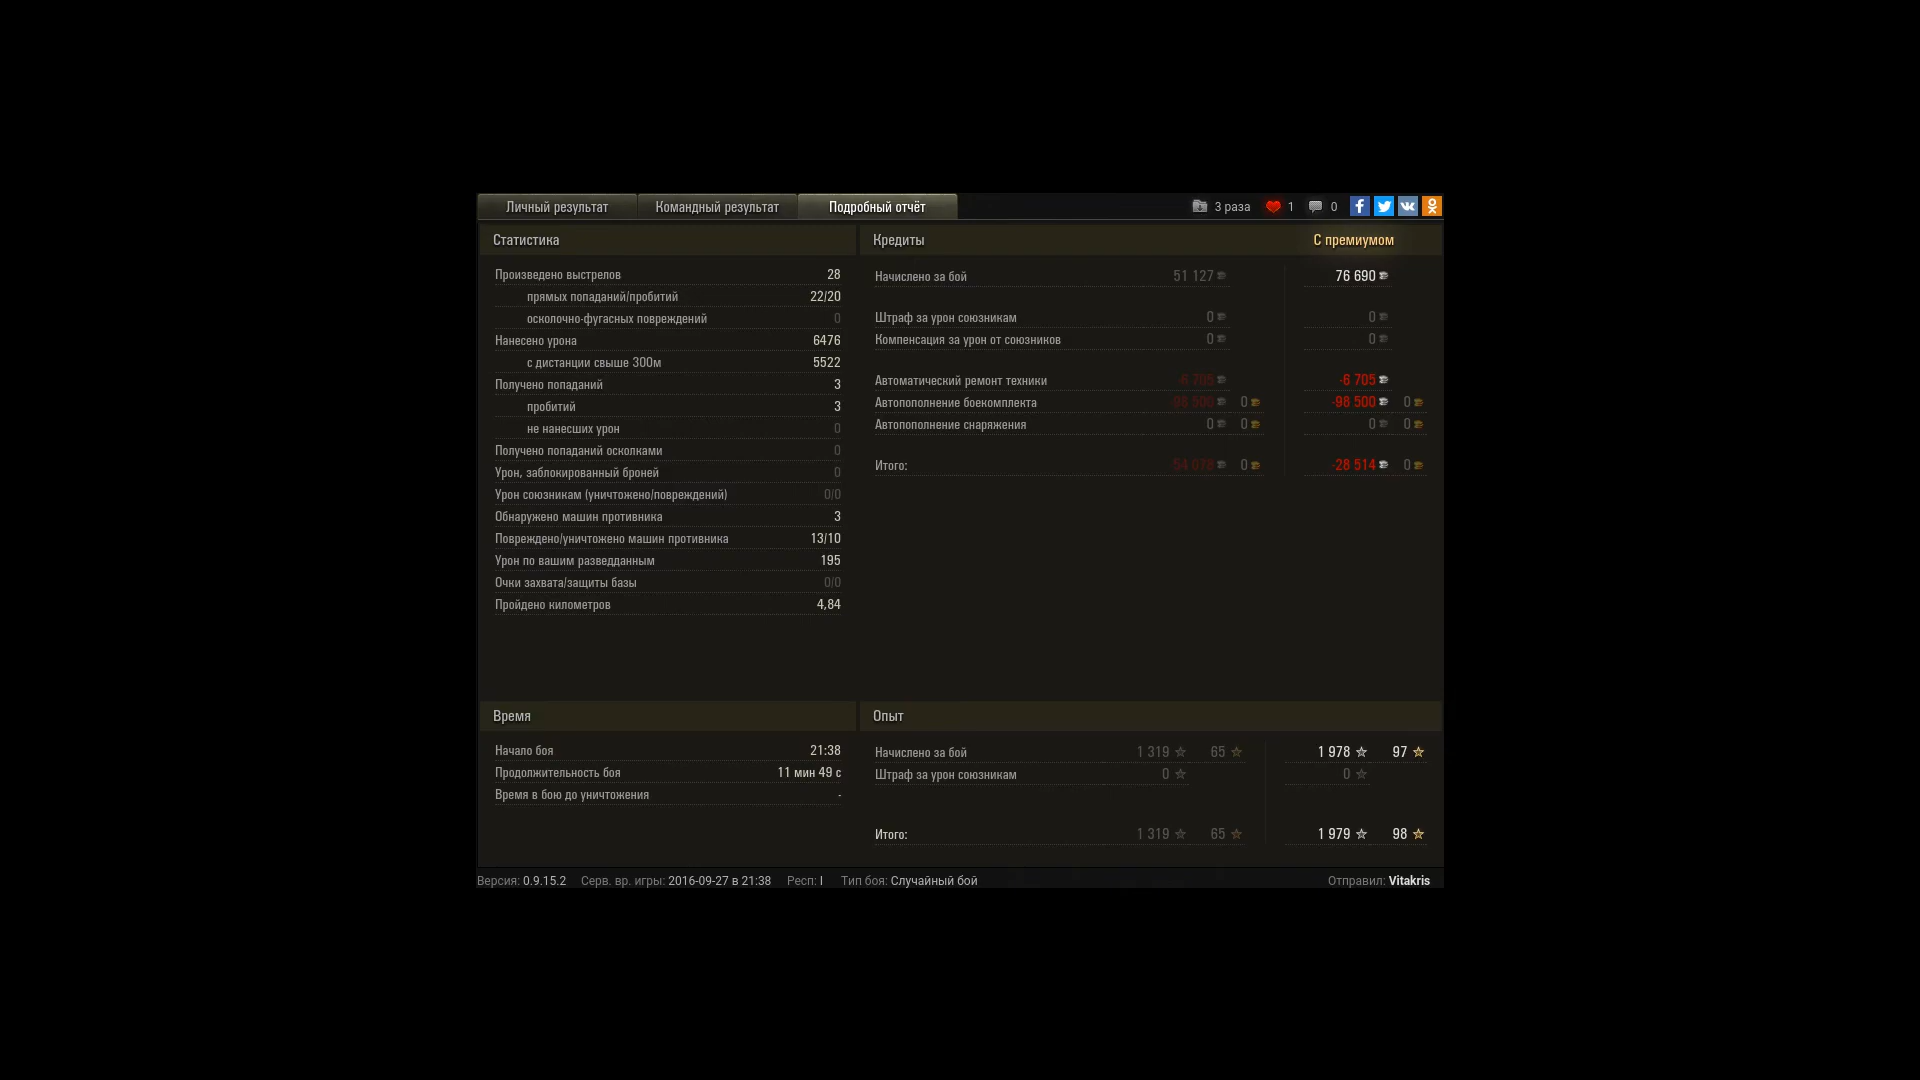 Личный результат Командный результат Подробный отчёт 3 раза 1 0
Статистика
Произведено выстрелов 28
прямых попаданий/пробитий 22/20
осколочно-фугасных повреждений 0
Нанесено урона 6476
с дистанции свыше 300м 5522
Получено попаданий 3
пробитий 3
не нанесших урон 0
Получено попаданий осколками 0
Урон, заблокированный броней 0
Урон союзникам (уничтожено/повреждений) 0/0
Обнаружено машин противника 3
Повреждено/уничтожено машин противника 13/10
Урон по вашим разведданным 195
Очки захвата/защиты базы 0/0
Пройдено километров 4,84
Кредиты С премиумом
Начислено за бой 51 127 76 690
Штраф за урон союзникам 0 0
Компенсация за урон от союзников 0 0
Автоматический ремонт техники -6 705 -6 705
Автопополнение боекомплекта -98 500 0 -98 500 0
Автопополнение снаряжения 0 0 0 0
Итого: -54 078 0 -28 514 0
Время
Начало боя 21:38
Продолжительность боя 11 мин 49 с
Время в бою до уничтожения -
Опыт
Начислено за бой 1 319 65 1 978 97
Штраф за урон союзникам 0 0
Итого: 1 319 65 1 979 98
Версия: 0.9.15.2 Серв. вр. игры: 2016-09-27 в 21:38 Респ: I Тип боя: Случайный бой Отправил: Vitakris